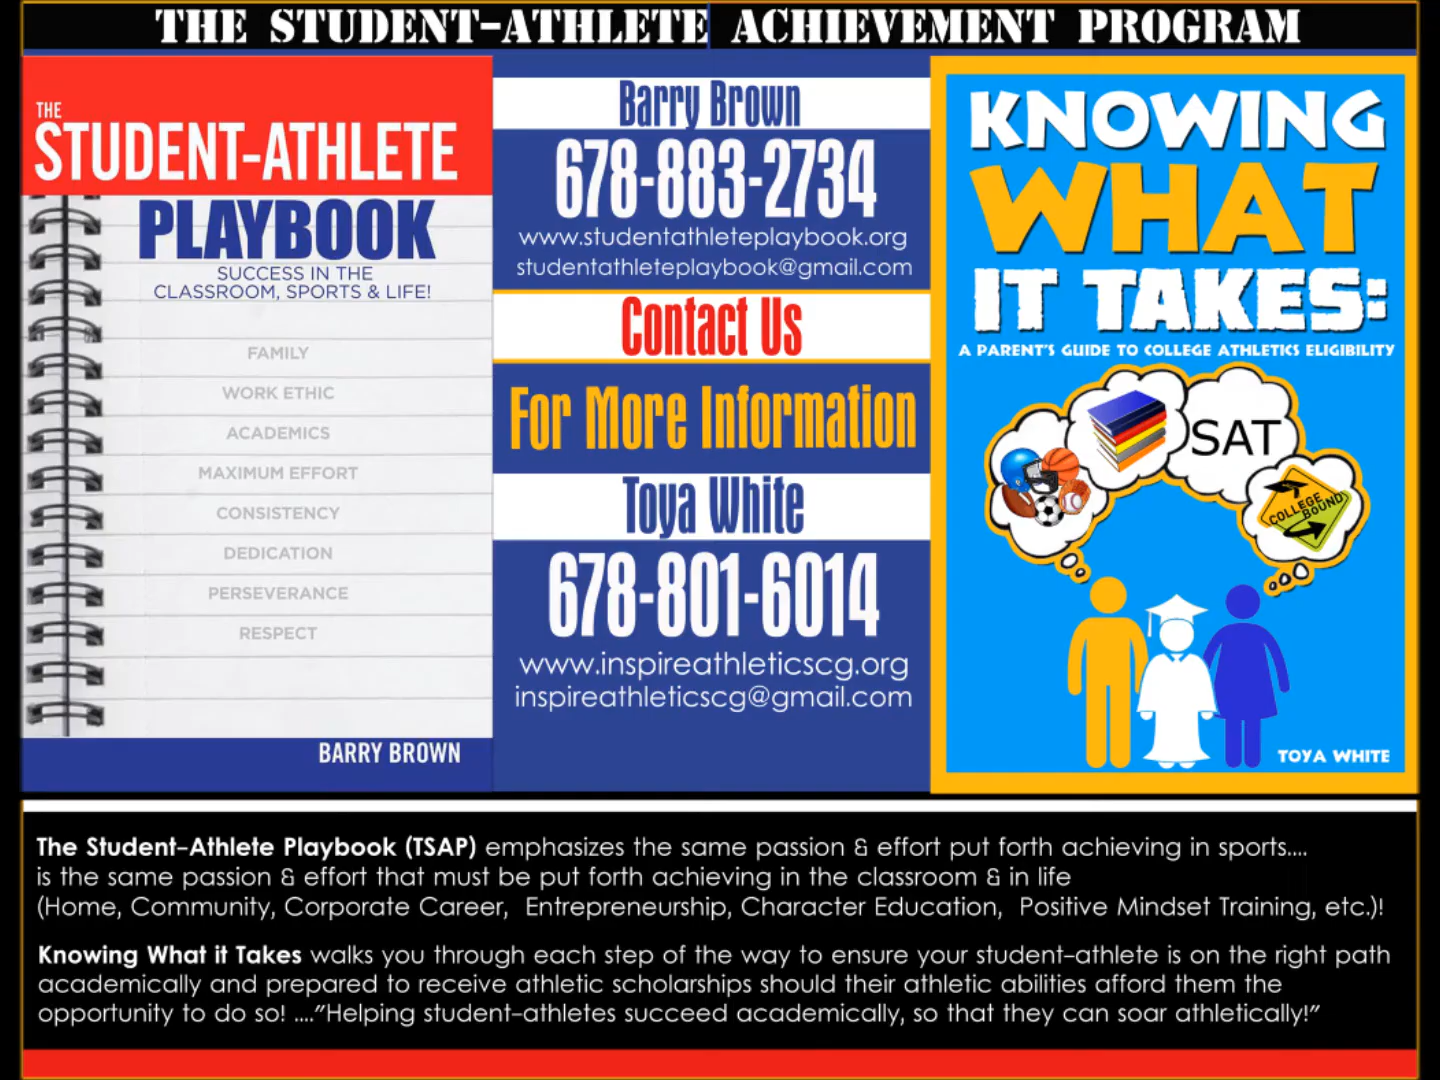 THE STUDENT-ATHLETE ACHIEVEMENT PROGRAM
THE
STUDENT-ATHLETE
PLAYBOOK
SUCCESS IN THE
CLASSROOM, SPORTS & LIFE!
FAMILY
WORK ETHIC
ACADEMICS
MAXIMUM EFFORT
CONSISTENCY
DEDICATION
PERSEVERANCE
RESPECT
BARRY BROWN
Barry Brown
678-883-2734
www.studentathleteplaybook.org
studentathleteplaybook@gmail.com
Contact Us
For More Information
Toya White
678-801-6014
www.inspireathleticscg.org
inspireathleticscg@gmail.com
KNOWING
WHAT
IT TAKES:
A PARENT'S GUIDE TO COLLEGE ATHLETICS ELIGIBILITY
SAT
COLLEGE
BOUND
TOYA WHITE
The Student-Athlete Playbook (TSAP) emphasizes the same passion & effort put forth achieving in sports....
is the same passion & effort that must be put forth achieving in the classroom & in life
(Home, Community, Corporate Career, Entrepreneurship, Character Education, Positive Mindset Training, etc.)!
Knowing What it Takes walks you through each step of the way to ensure your student-athlete is on the right path
academically and prepared to receive athletic scholarships should their athletic abilities afford them the
opportunity to do so! ...."Helping student-athletes succeed academically, so that they can soar athletically!"